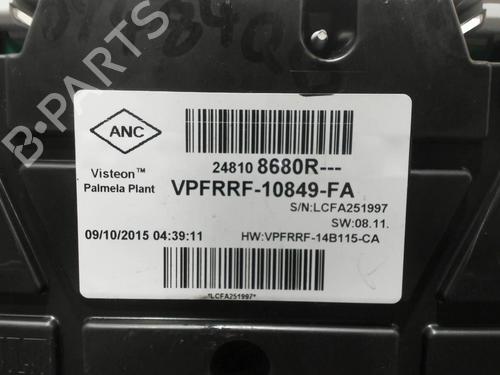 B-PARTS
ANC
Visteon™
Palmela Plant
24810 8680R---
VPFRRF-10849-FA
S/N:LCFA251997
SW:08.11.
09/10/2015 04:39:11
HW:VPFRRF-14B115-CA
*LCFA251997*